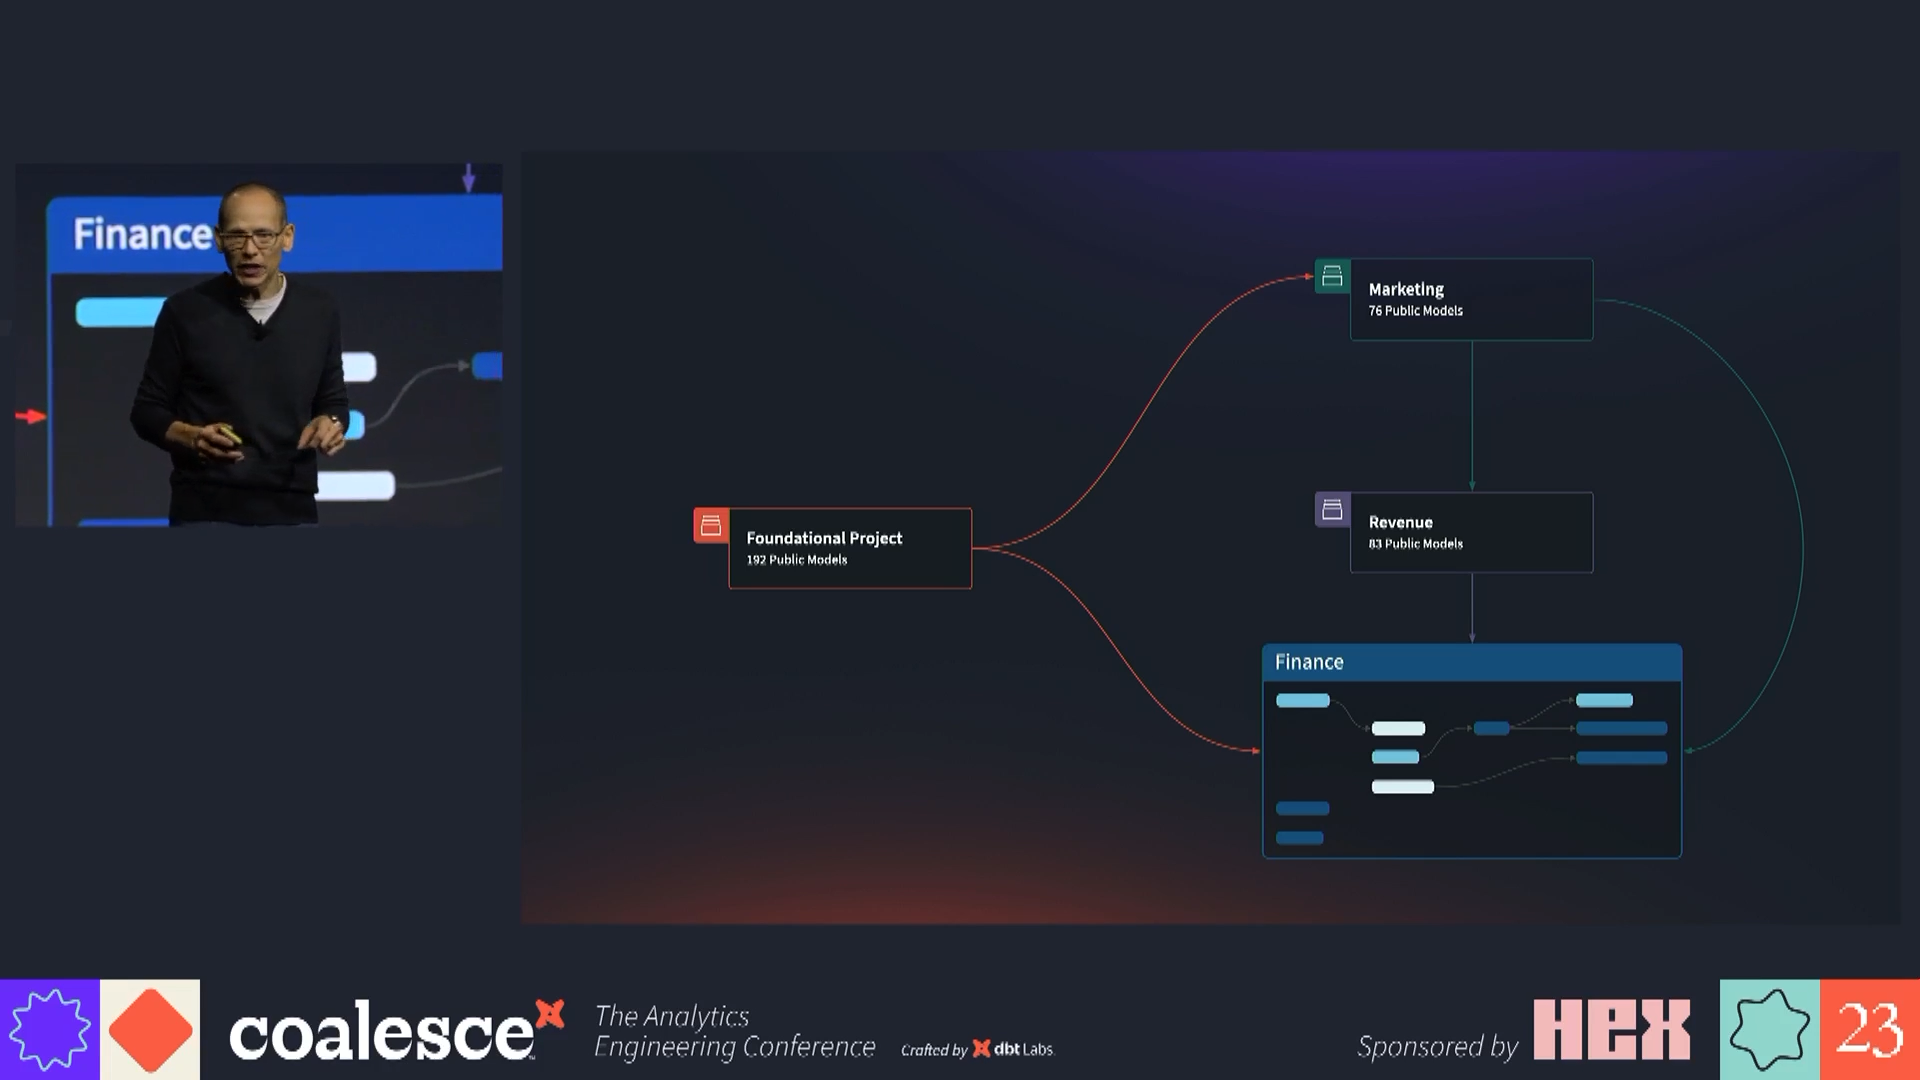 Finance
Marketing
76 Public Models
Foundational Project
192 Public Models
Revenue
83 Public Models
Finance
coalesce
The Analytics
Engineering Conference
Crafted by dbt Labs
Sponsored by HEX
23